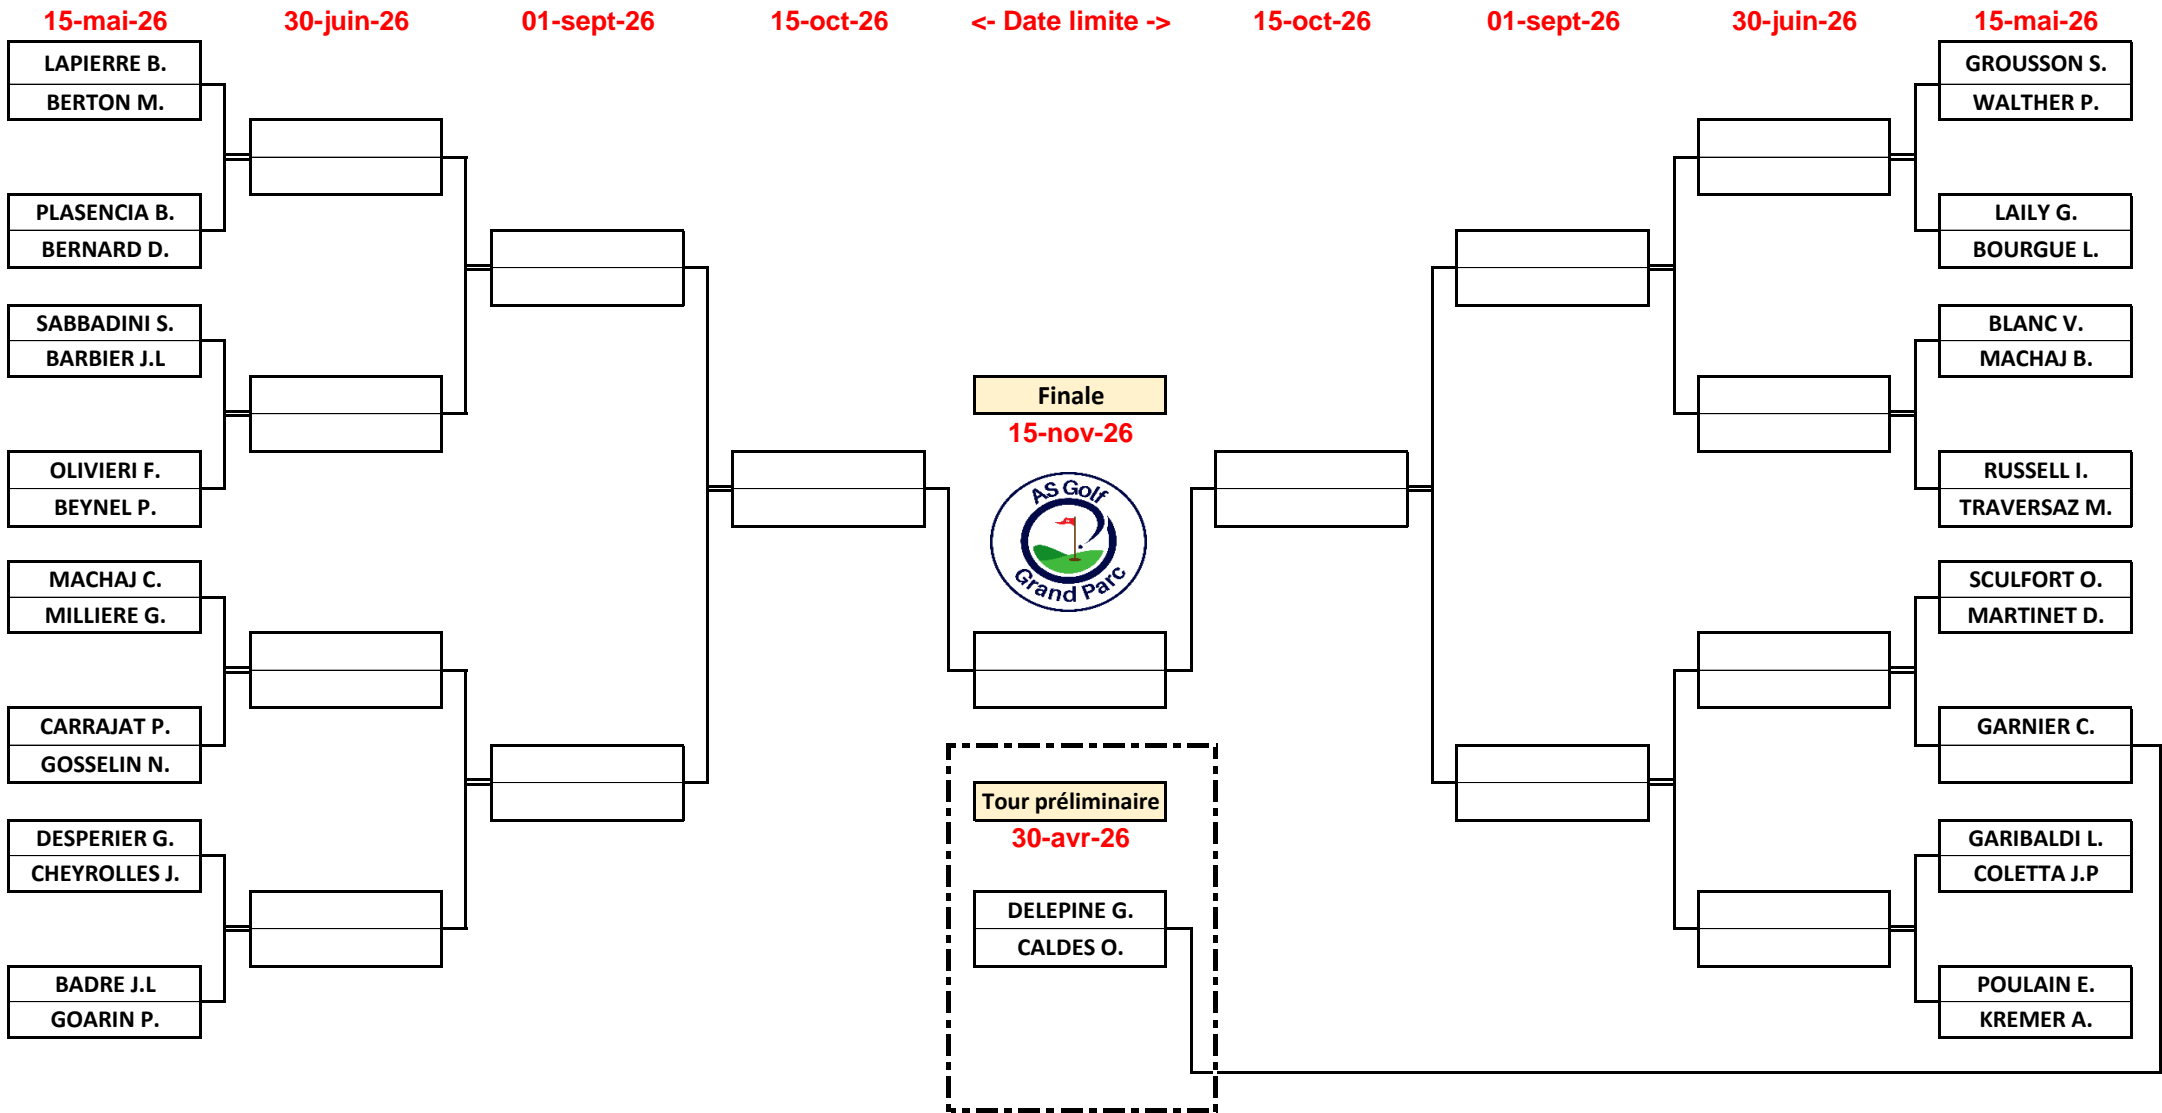 15-mai-26 30-juin-26 01-sept-26 15-oct-26 <- Date limite -> 15-oct-26 01-sept-26 30-juin-26 15-mai-26
LAPIERRE B.
BERTON M.
PLASENCIA B.
BERNARD D.
SABBADINI S.
BARBIER J.L
OLIVIERI F.
BEYNEL P.
MACHAJ C.
MILLIERE G.
CARRAJAT P.
GOSSELIN N.
DESPERIER G.
CHEYROLLES J.
BADRE J.L
GOARIN P.
Finale
15-nov-26
AS Golf
Grand Parc
Tour préliminaire
30-avr-26
DELEPINE G.
CALDES O.
GROUSSON S.
WALTHER P.
LAILY G.
BOURGUE L.
BLANC V.
MACHAJ B.
RUSSELL I.
TRAVERSAZ M.
SCULFORT O.
MARTINET D.
GARNIER C.
GARIBALDI L.
COLETTA J.P
POULAIN E.
KREMER A.